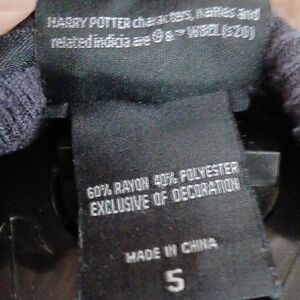 HARRY POTTER characters, names and
related indicia are © & ™ WBEI. (s20)
60% RAYON 40% POLYESTER
EXCLUSIVE OF DECORATION
MADE IN CHINA
S